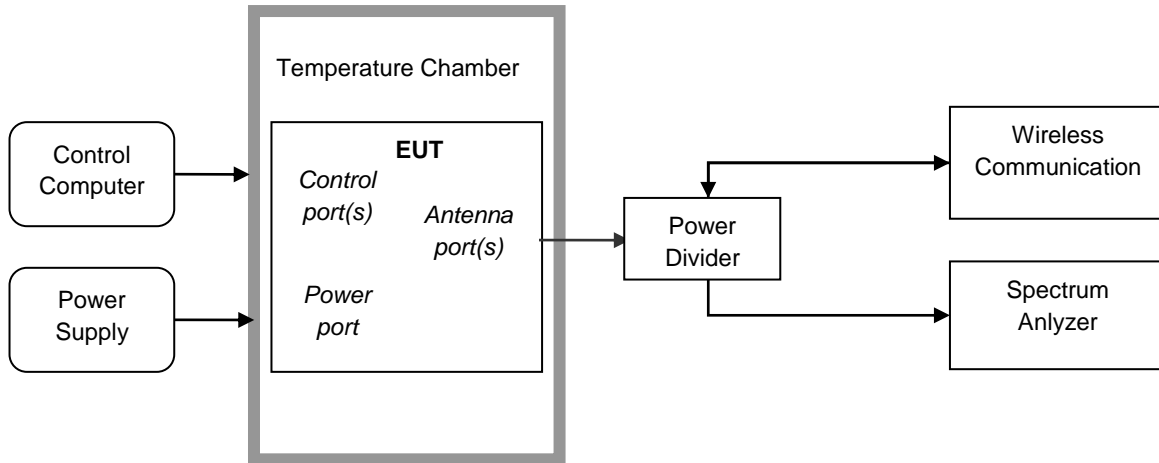 Temperature Chamber
Control
Computer
Power
Supply
EUT
Control
port(s)
Antenna
port(s)
Power
port
Power
Divider
Wireless
Communication
Spectrum
Anlyzer